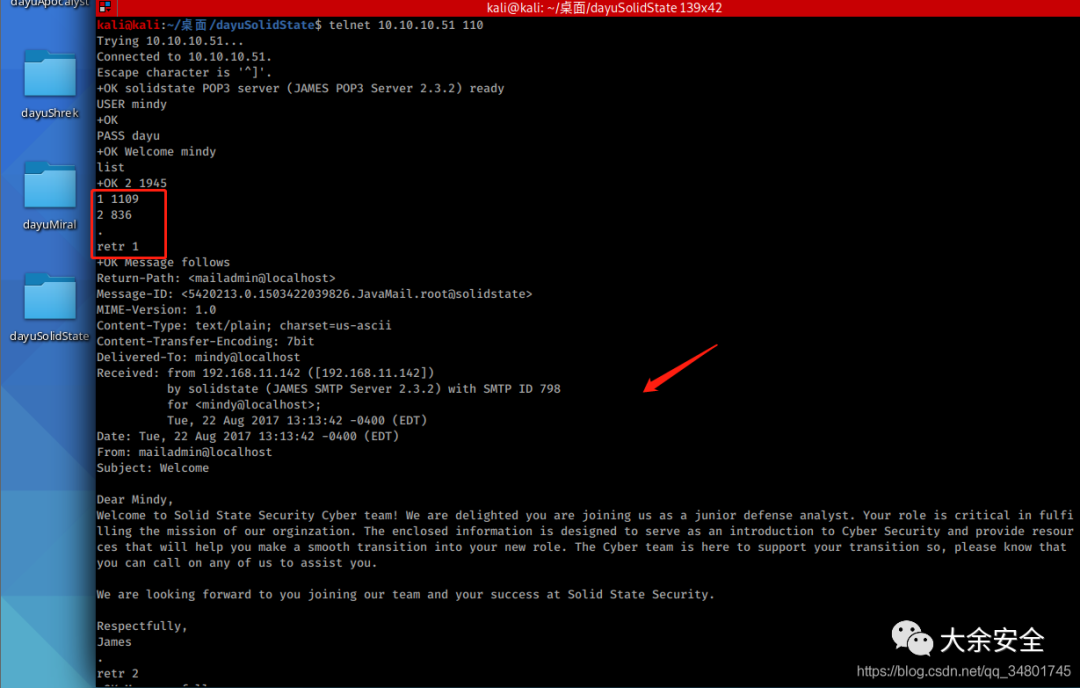 dayuApocalyst
kali@kali: ~/桌面/dayuSolidState 139x42
kali@kali:~/桌面/dayuSolidState$ telnet 10.10.10.51 110
Trying 10.10.10.51...
Connected to 10.10.10.51.
Escape character is '^]'.
+OK solidstate POP3 server (JAMES POP3 Server 2.3.2) ready
USER mindy
+OK
PASS dayu
+OK Welcome mindy
list
+OK 2 1945
1 1109
2 836
.
retr 1
+OK Message follows
Return-Path: <mailadmin@localhost>
Message-ID: <5420213.0.1503422039826.JavaMail.root@solidstate>
MIME-Version: 1.0
Content-Type: text/plain; charset=us-ascii
Content-Transfer-Encoding: 7bit
Delivered-To: mindy@localhost
Received: from 192.168.11.142 ([192.168.11.142])
by solidstate (JAMES SMTP Server 2.3.2) with SMTP ID 798
for <mindy@localhost>;
Tue, 22 Aug 2017 13:13:42 -0400 (EDT)
Date: Tue, 22 Aug 2017 13:13:42 -0400 (EDT)
From: mailadmin@localhost
Subject: Welcome
Dear Mindy,
Welcome to Solid State Security Cyber team! We are delighted you are joining us as a junior defense analyst. Your role is critical in fulfi
lling the mission of our orginzation. The enclosed information is designed to serve as an introduction to Cyber Security and provide resour
ces that will help you make a smooth transition into your new role. The Cyber team is here to support your transition so, please know that
you can call on any of us to assist you.
We are looking forward to you joining our team and your success at Solid State Security.
Respectfully,
James
.
retr 2
dayuShrek
dayuMiral
dayuSolidState
大余安全
https://blog.csdn.net/qq_34801745